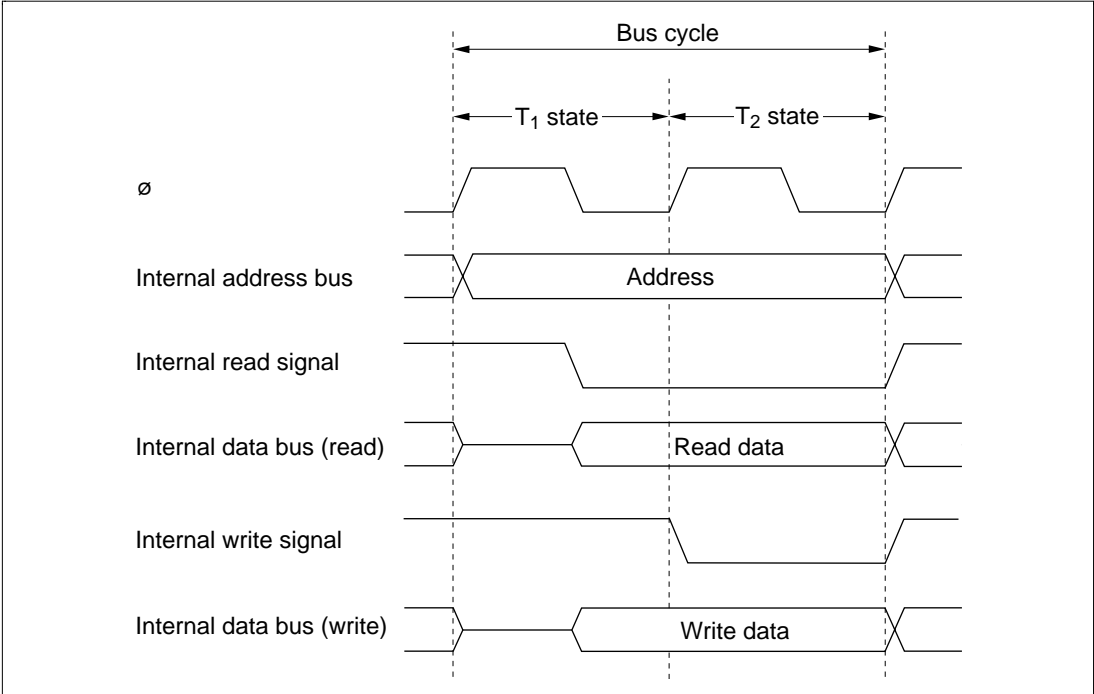 Bus cycle
T₁ state
T₂ state
ø
Internal address bus
Address
Internal read signal
Internal data bus (read)
Read data
Internal write signal
Internal data bus (write)
Write data